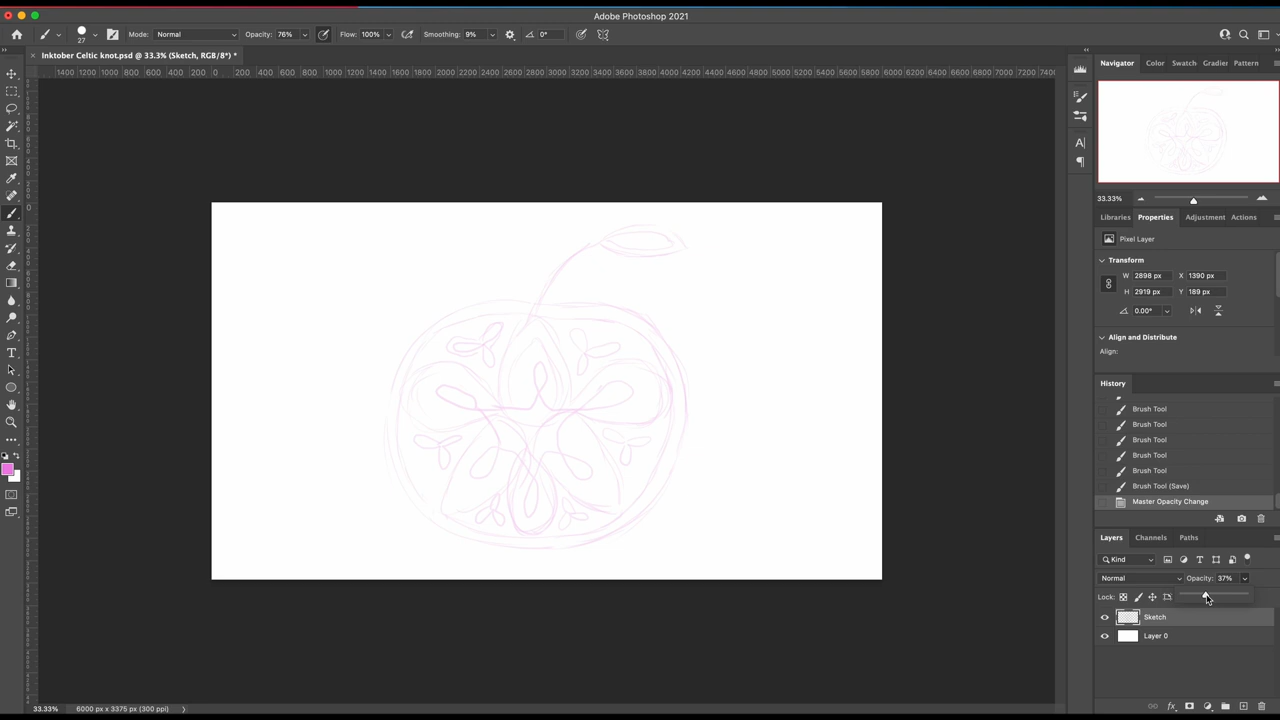 Adobe Photoshop 2021
27 Mode: Normal Opacity: 76% Flow: 100% Smoothing: 9% 0°
Inktober Celtic knot.psd @ 33.3% (Sketch, RGB/8*) *
1400 1200 1000 800 600 400 200 0 200 400 600 800 1000 1200 1400 1600 1800 2000 2200 2400 2600 2800 3000 3200 3400 3600 3800 4000 4200 4400 4600 4800 5000 5200 5400 5600 5800 6000 6200 6400 6600 6800 7000 7200 7400
Navigator Color Swatch Gradier Pattern
33.33%
Libraries Properties Adjustment Actions
Pixel Layer
Transform
W 2898 px X 1390 px
H 2919 px Y 189 px
0.00°
Align and Distribute
Align:
History
Brush Tool
Brush Tool
Brush Tool
Brush Tool
Brush Tool
Brush Tool (Save)
Master Opacity Change
Layers Channels Paths
Kind
Normal Opacity: 37%
Lock:
Sketch
Layer 0
33.33% 6000 px x 3375 px (300 ppi)